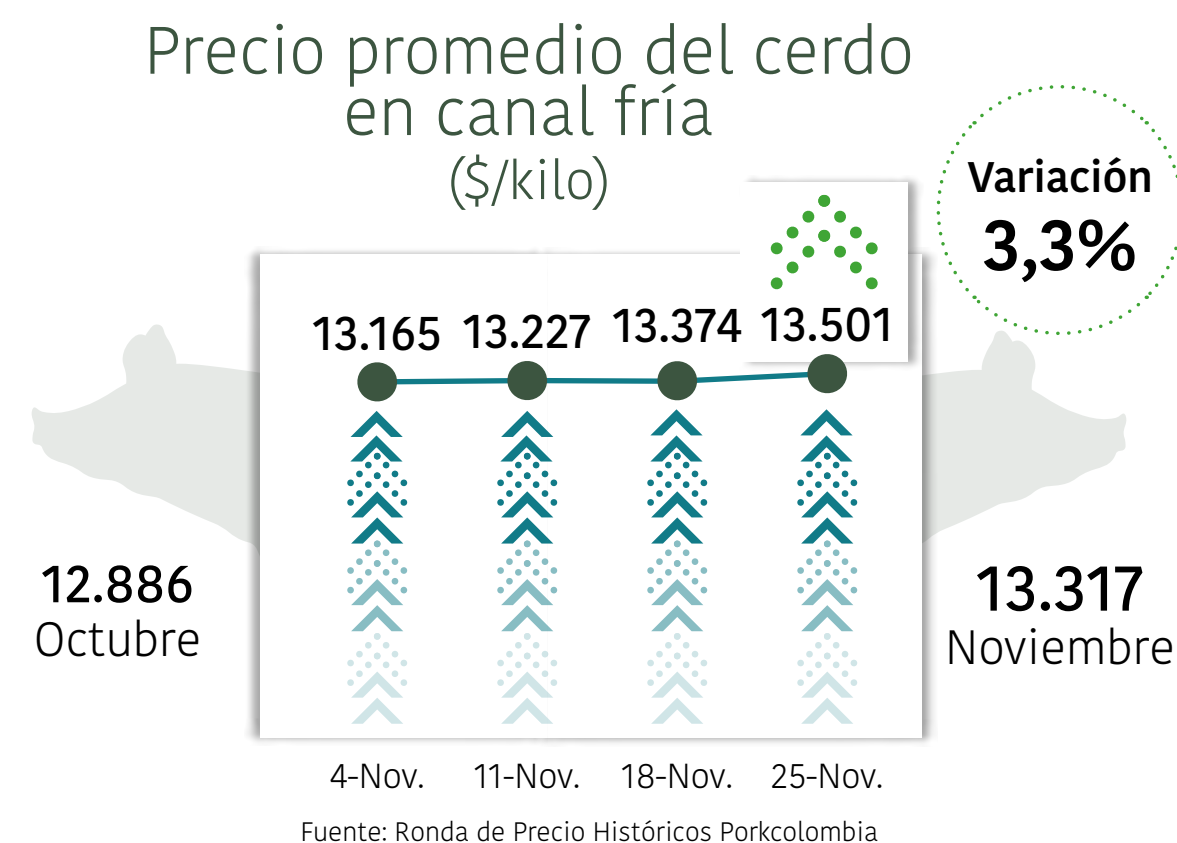 Precio promedio del cerdo
en canal fría
($/kilo)
Variación
3,3%
13.165 13.227 13.374 13.501
12.886
Octubre
13.317
Noviembre
4-Nov. 11-Nov. 18-Nov. 25-Nov.
Fuente: Ronda de Precio Históricos Porkcolombia